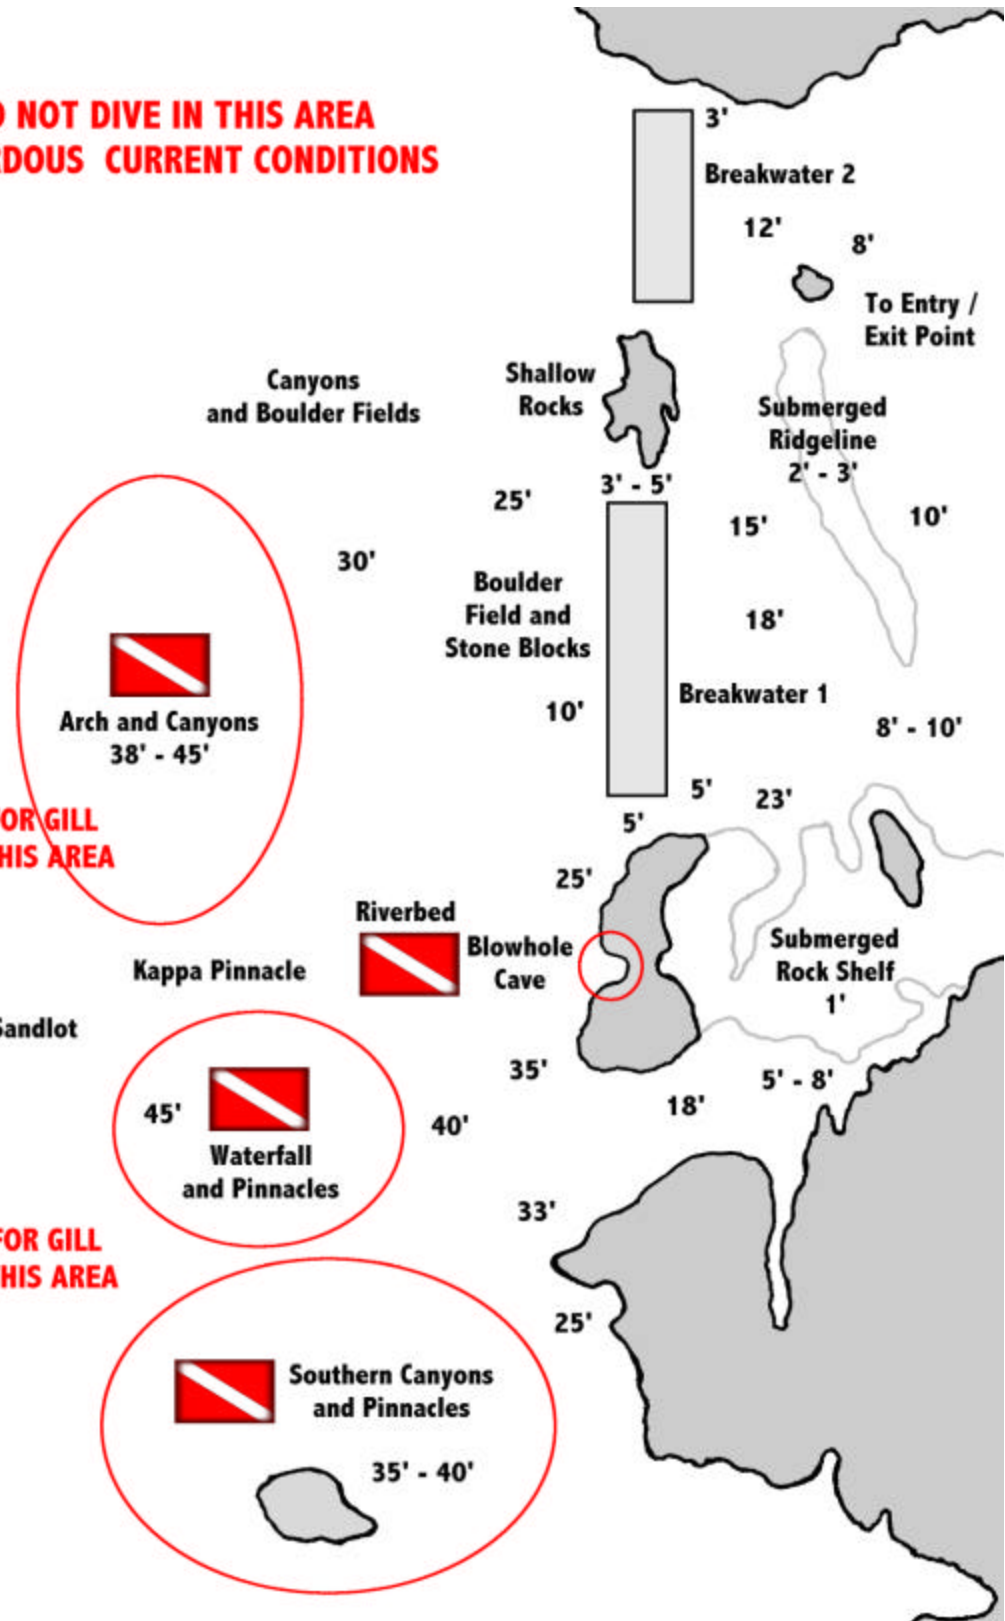 NOT DIVE IN THIS AREA
CURRENT CONDITIONS
3'
Breakwater 2
12'
8'
To Entry /
Exit Point
Canyons
and Boulder Fields
Shallow
Rocks
Submerged
Ridgeline
2' - 3'
3' - 5'
25'
15'
10'
30'
Boulder
Field and
Stone Blocks
18'
Arch and Canyons
38' - 45'
10'
Breakwater 1
8' - 10'
5'
23'
5'
OR GILL
THIS AREA
25'
Riverbed
Blowhole
Cave
Submerged
Rock Shelf
1'
Kappa Pinnacle
Sandlot
35'
5' - 8'
45'
40'
18'
Waterfall
and Pinnacles
33'
FOR GILL
THIS AREA
25'
Southern Canyons
and Pinnacles
35' - 40'